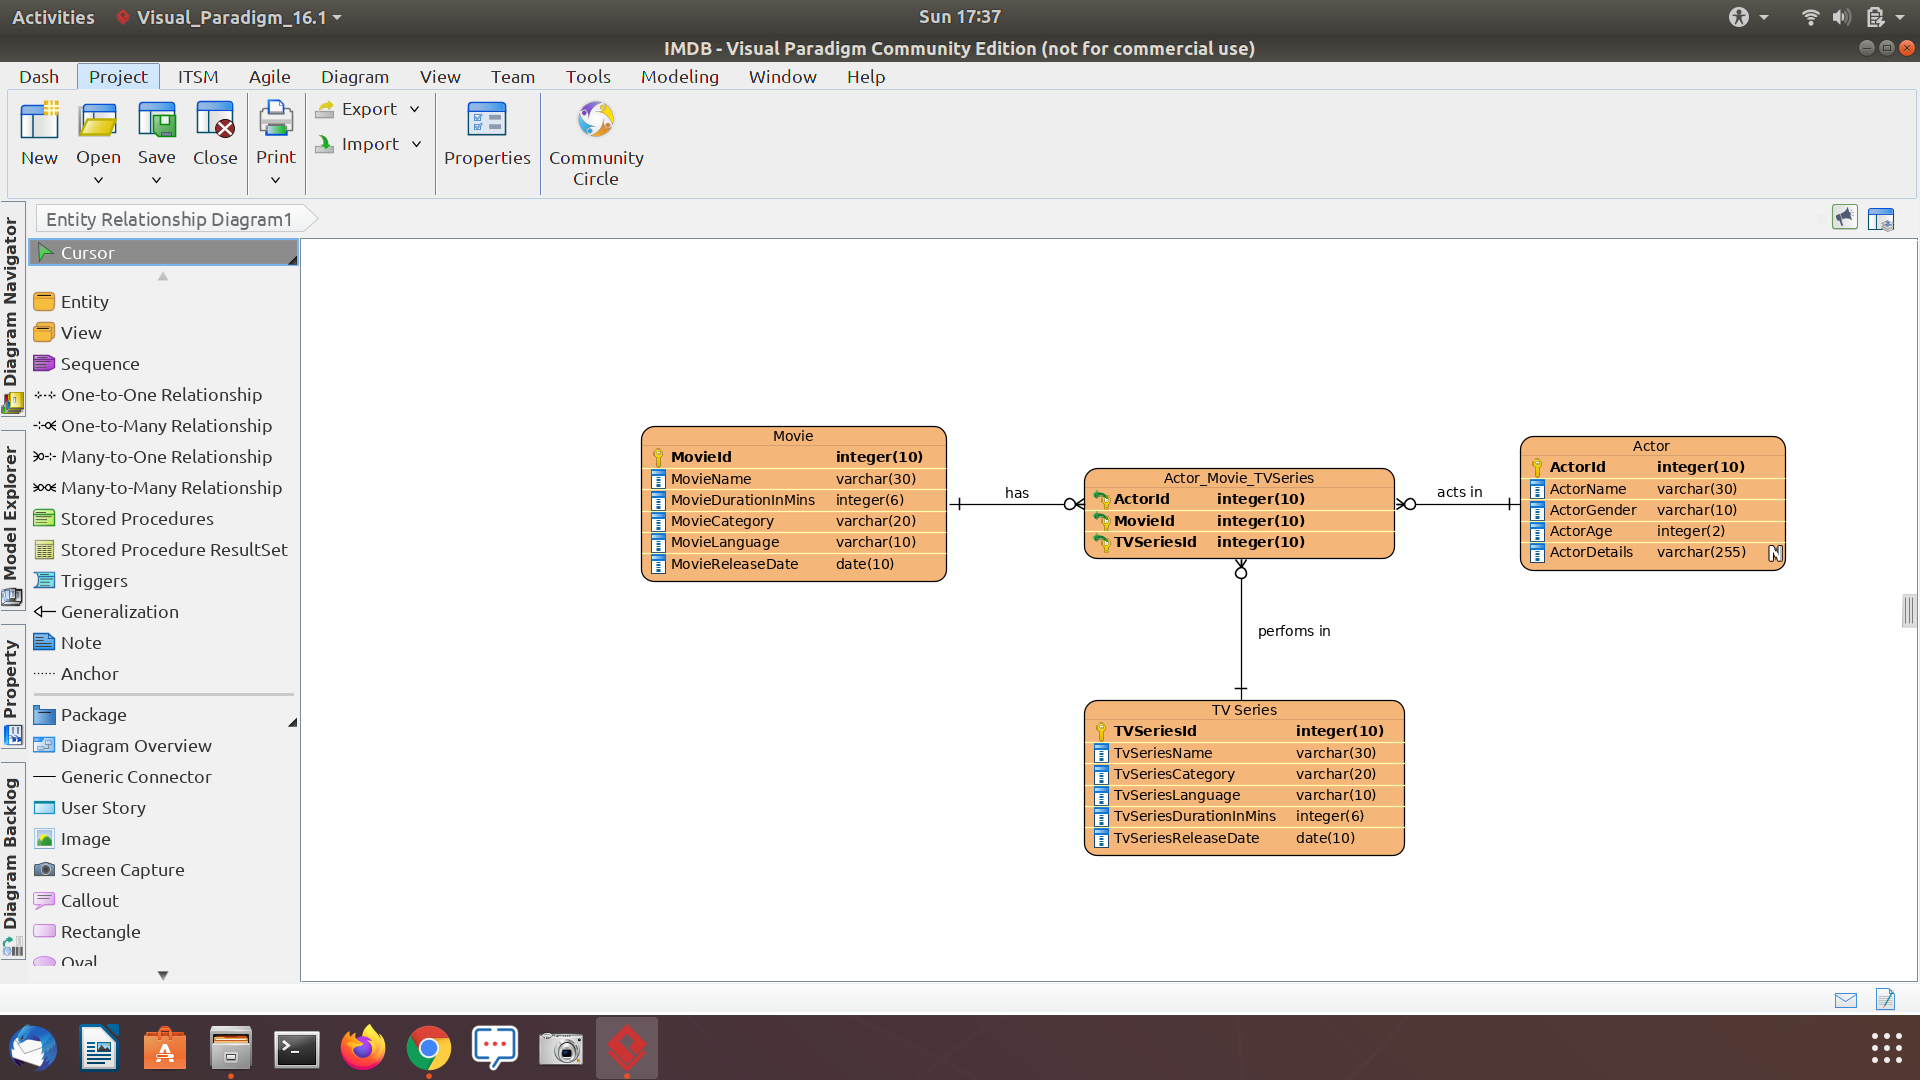 Activities
Visual_Paradigm_16.1
Sun 17:37
IMDB - Visual Paradigm Community Edition (not for commercial use)
Dash Project ITSM Agile Diagram View Team Tools Modeling Window Help
New
Open
Save
Close
Print
Export
Import
Properties
Community
Circle
Entity Relationship Diagram1
Diagram Navigator
Model Explorer
Property
Diagram Backlog
Cursor
Entity
View
Sequence
One-to-One Relationship
One-to-Many Relationship
Many-to-One Relationship
Many-to-Many Relationship
Stored Procedures
Stored Procedure ResultSet
Triggers
Generalization
Note
Anchor
Package
Diagram Overview
Generic Connector
User Story
Image
Screen Capture
Callout
Rectangle
Oval
Movie
MovieId integer(10)
MovieName varchar(30)
MovieDurationInMins integer(6)
MovieCategory varchar(20)
MovieLanguage varchar(10)
MovieReleaseDate date(10)
has
Actor_Movie_TVSeries
ActorId integer(10)
MovieId integer(10)
TVSeriesId integer(10)
acts in
Actor
ActorId integer(10)
ActorName varchar(30)
ActorGender varchar(10)
ActorAge integer(2)
ActorDetails varchar(255) N
perfoms in
TV Series
TVSeriesId integer(10)
TvSeriesName varchar(30)
TvSeriesCategory varchar(20)
TvSeriesLanguage varchar(10)
TvSeriesDurationInMins integer(6)
TvSeriesReleaseDate date(10)